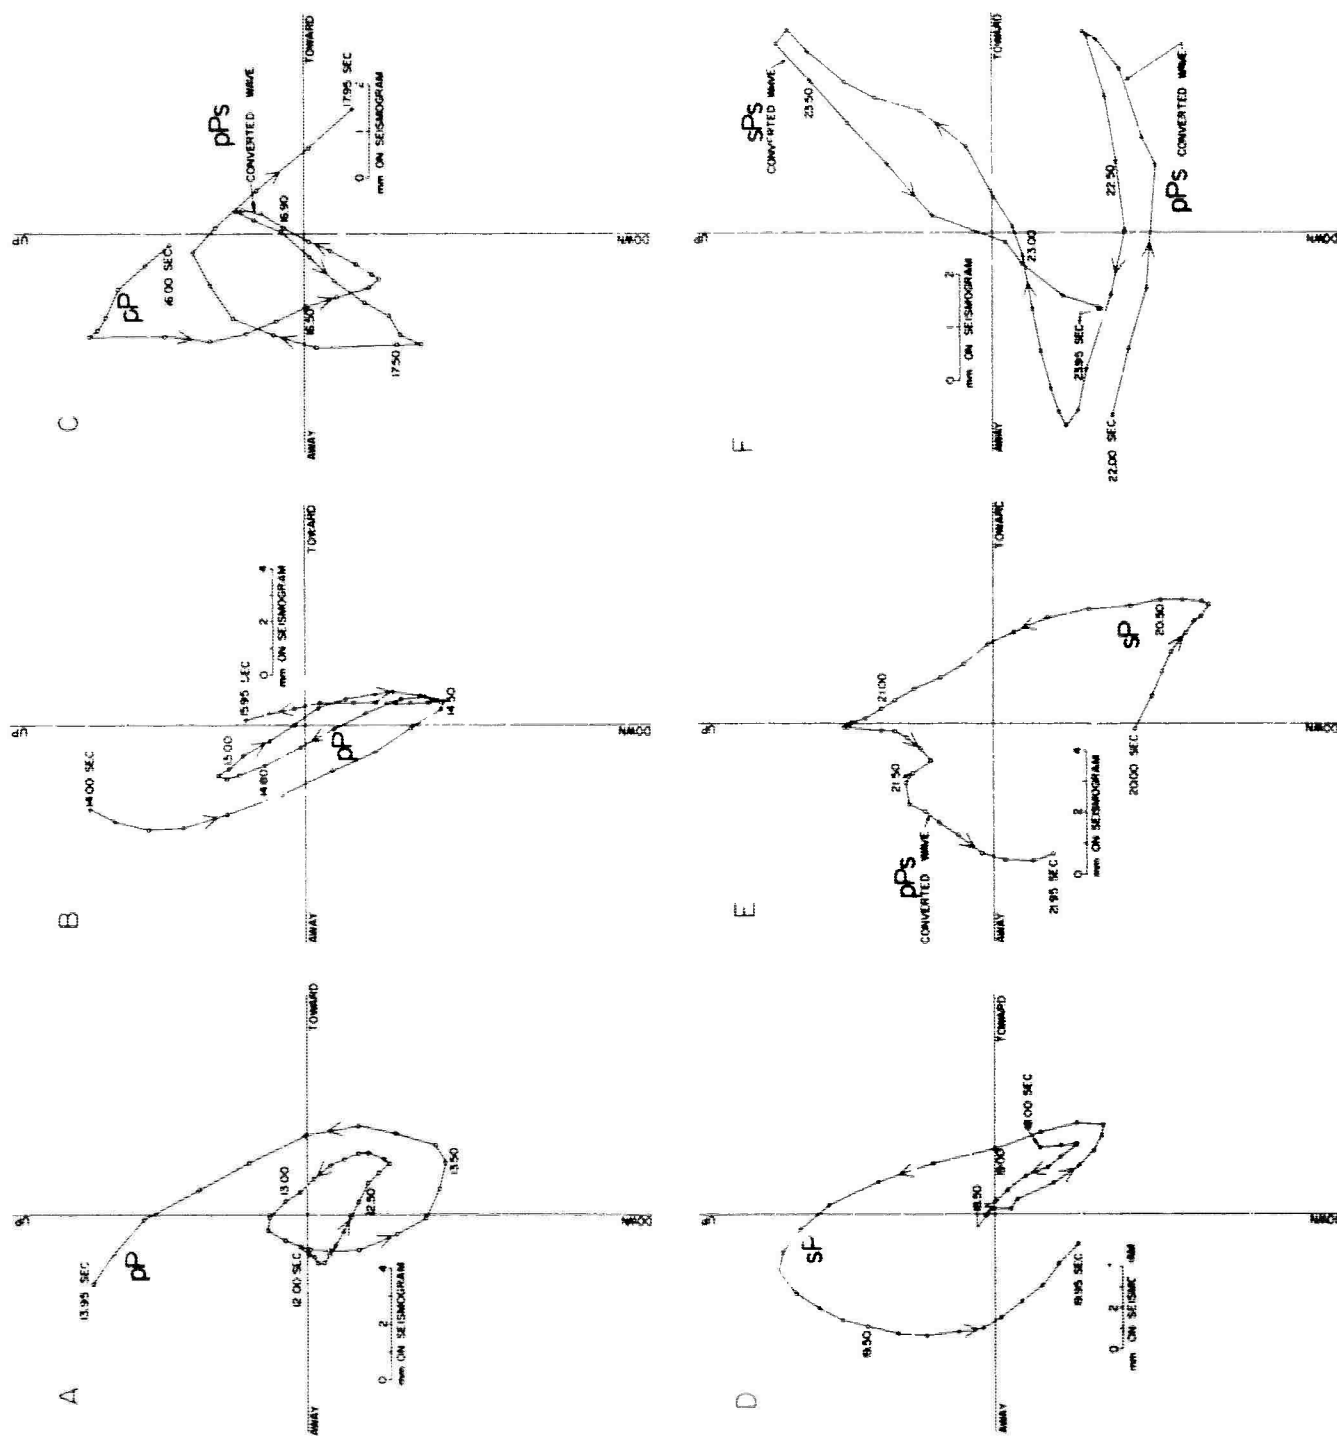 A
UP
TOWARD
DOWN
AWAY
13.95 SEC
pP
13.00
12.50
13.50
12.00 SEC
0 2 4
mm ON SEISMOGRAM
B
UP
TOWARD
DOWN
AWAY
14.00 SEC
15.95 SEC
15.00
14.80
pP
14.50
0 2 4
mm ON SEISMOGRAM
C
UP
TOWARD
DOWN
AWAY
pP
16.00 SEC
pPs
CONVERTED WAVE
16.90
16.50
17.50
17.95 SEC
0 1 2
mm ON SEISMOGRAM
D
UP
TOWARD
DOWN
AWAY
sP
18.50
19.00
18.00 SEC
19.50
19.95 SEC
0 2 4
mm ON
E
UP
TOWARD
DOWN
AWAY
21.00
21.50
pPs
CONVERTED WAVE
sP
20.50
20.00 SEC
21.95 SEC
0 2 4
mm ON SEISMOGRAM
F
UP
TOWARD
DOWN
AWAY
sPs
CONVERTED WAVE
23.50
23.00
22.50
23.95 SEC
22.00 SEC
pPs CONVERTED WAVE
0 1 2
mm ON SEISMOGRAM